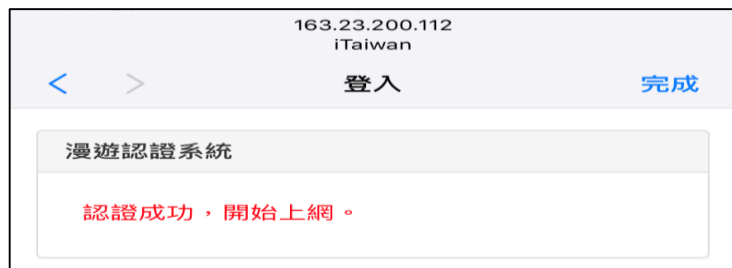 163.23.200.112
iTaiwan
< > 登入 完成
漫遊認證系統
認證成功，開始上網。